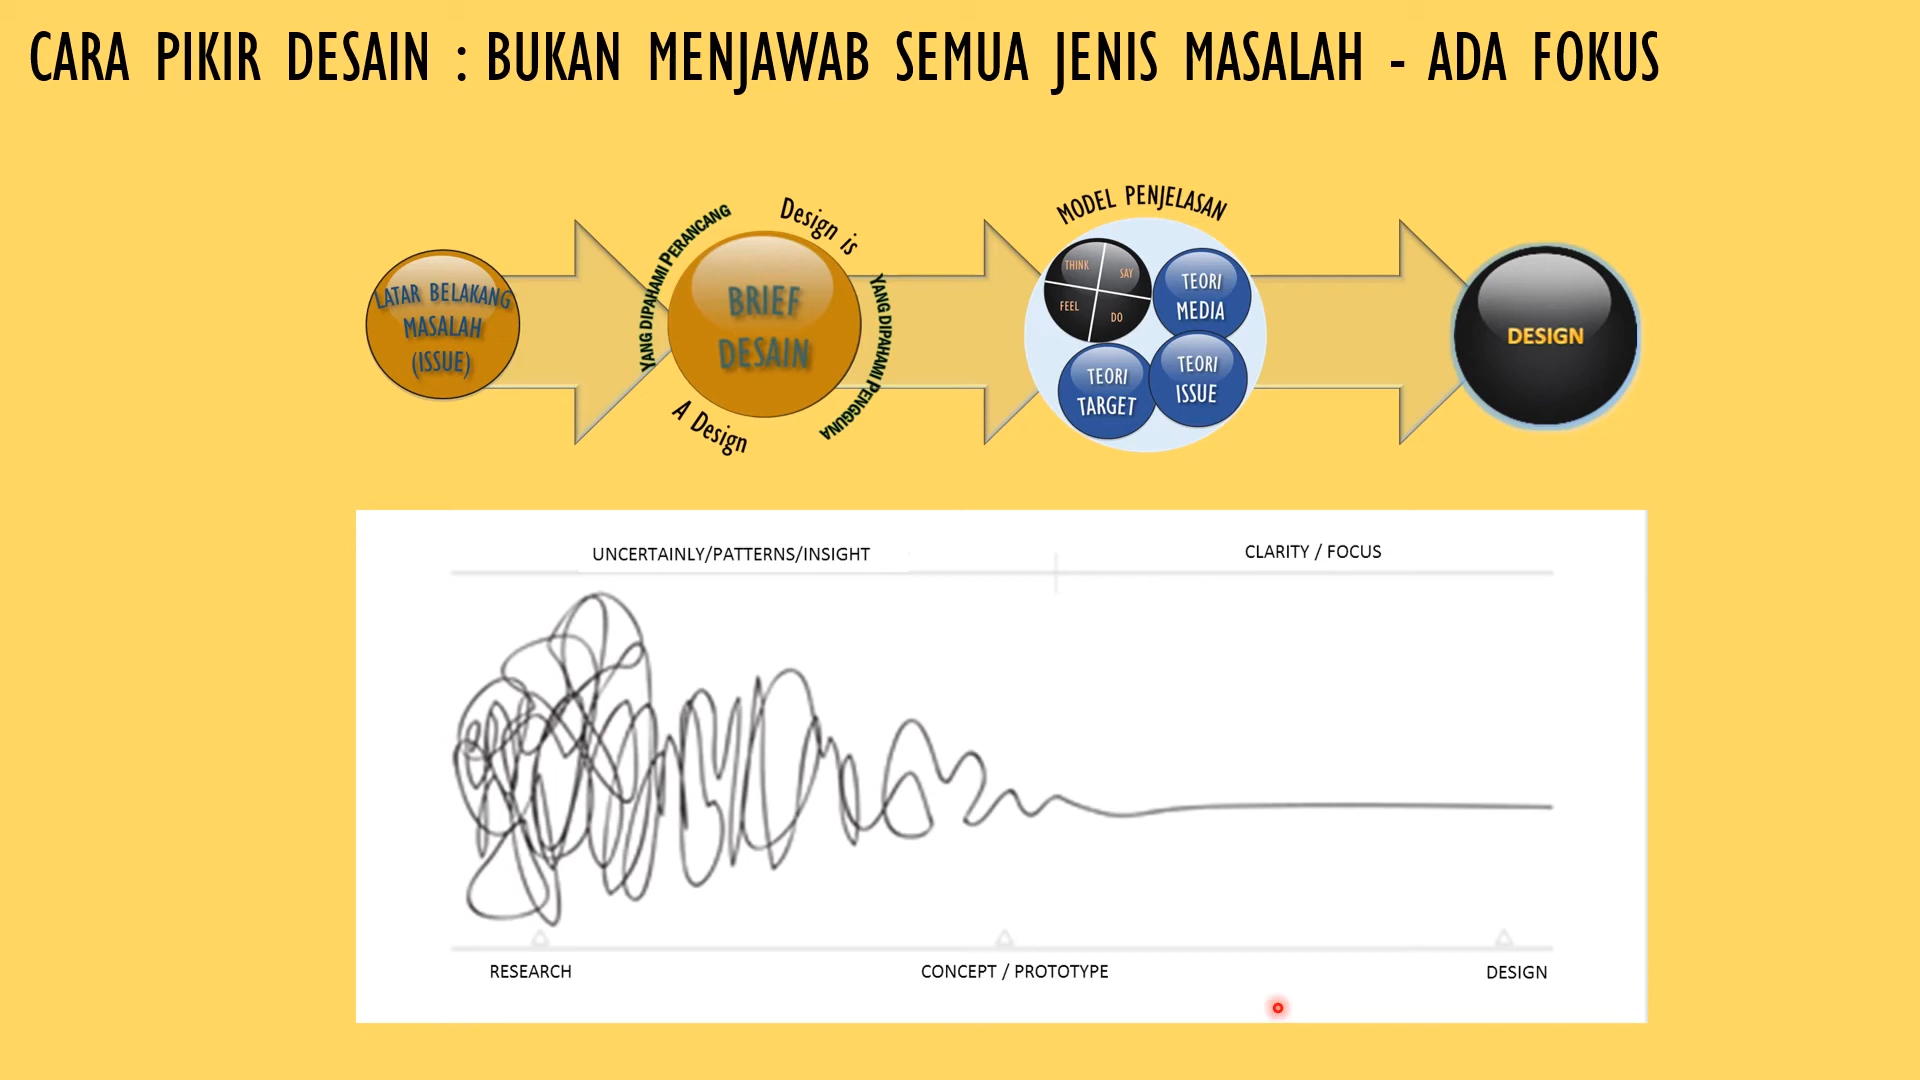 CARA PIKIR DESAIN : BUKAN MENJAWAB SEMUA JENIS MASALAH - ADA FOKUS
LATAR BELAKANG
MASALAH
(ISSUE)
YANG DIPAHAMI PERANCANG
Design is
BRIEF
DESAIN
YANG DIPAHAMI PENGGUNA
A Design
MODEL PENJELASAN
THINK
SAY
FEEL
DO
TEORI
MEDIA
TEORI
TARGET
TEORI
ISSUE
DESIGN
UNCERTAINLY/PATTERNS/INSIGHT
CLARITY / FOCUS
RESEARCH
CONCEPT / PROTOTYPE
DESIGN